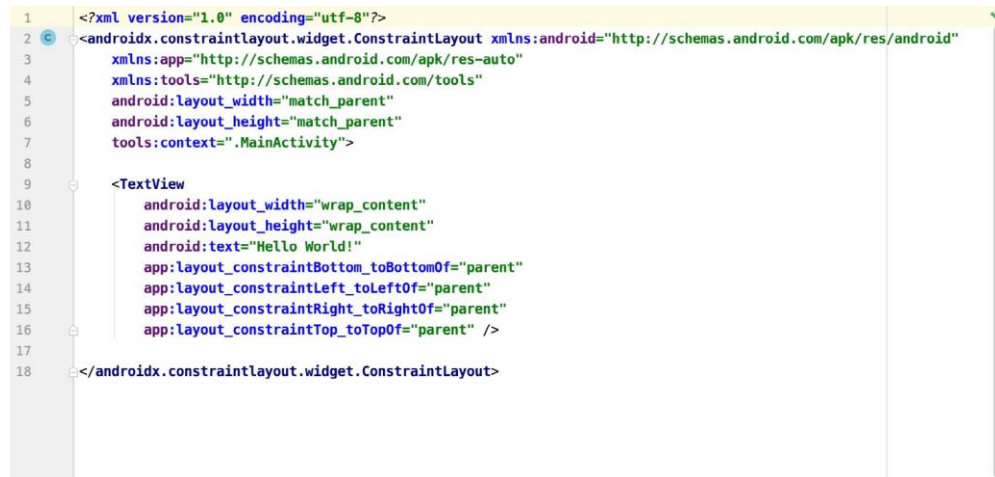 1 <?xml version="1.0" encoding="utf-8"?>
2 C <androidx.constraintlayout.widget.ConstraintLayout xmlns:android="http://schemas.android.com/apk/res/android"
3 xmlns:app="http://schemas.android.com/apk/res-auto"
4 xmlns:tools="http://schemas.android.com/tools"
5 android:layout_width="match_parent"
6 android:layout_height="match_parent"
7 tools:context=".MainActivity">
8
9 <TextView
10 android:layout_width="wrap_content"
11 android:layout_height="wrap_content"
12 android:text="Hello World!"
13 app:layout_constraintBottom_toBottomOf="parent"
14 app:layout_constraintLeft_toLeftOf="parent"
15 app:layout_constraintRight_toRightOf="parent"
16 app:layout_constraintTop_toTopOf="parent" />
17
18 </androidx.constraintlayout.widget.ConstraintLayout>